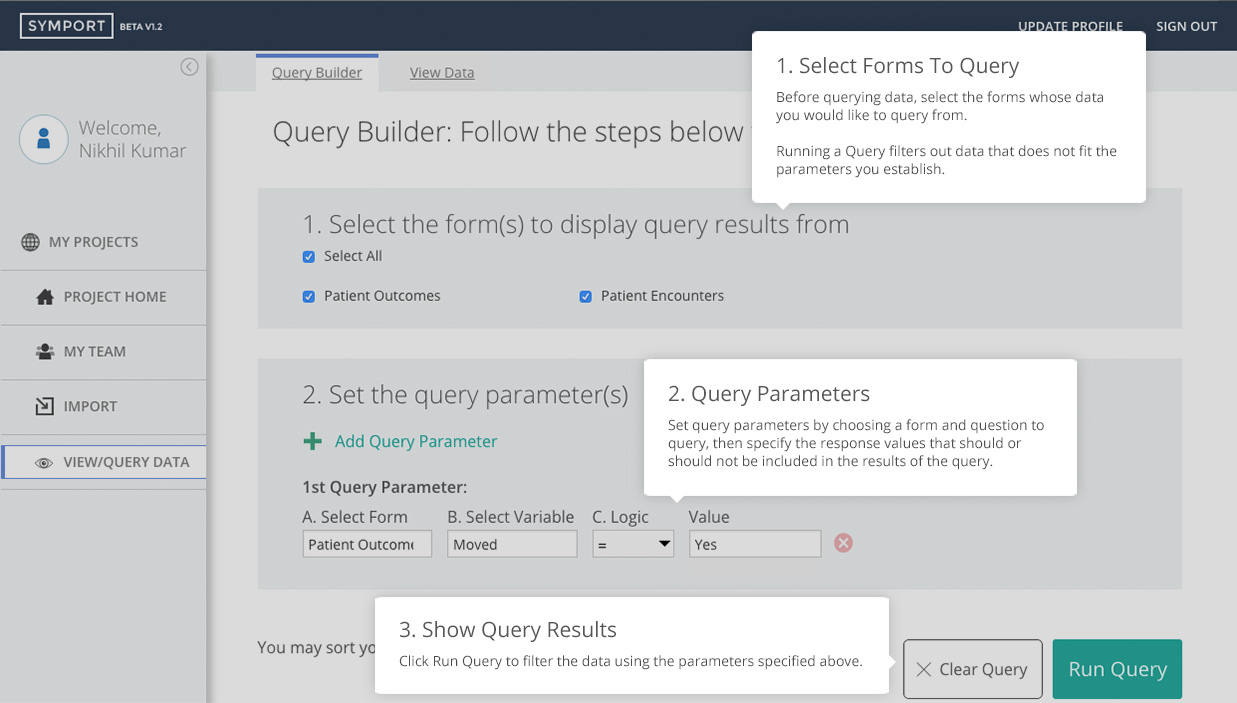 SYMPORT BETA V1.2
UPDATE PROFILE SIGN OUT
Welcome,
Nikhil Kumar
MY PROJECTS
PROJECT HOME
MY TEAM
IMPORT
VIEW/QUERY DATA
Query Builder View Data
Query Builder: Follow the steps below
1. Select Forms To Query
Before querying data, select the forms whose data
you would like to query from.
Running a Query filters out data that does not fit the
parameters you establish.
1. Select the form(s) to display query results from
Select All
Patient Outcomes Patient Encounters
2. Set the query parameter(s)
Add Query Parameter
2. Query Parameters
Set query parameters by choosing a form and question to
query, then specify the response values that should or
should not be included in the results of the query.
1st Query Parameter:
A. Select Form B. Select Variable C. Logic Value
Patient Outcome Moved = Yes
You may sort yo
3. Show Query Results
Click Run Query to filter the data using the parameters specified above.
Clear Query Run Query